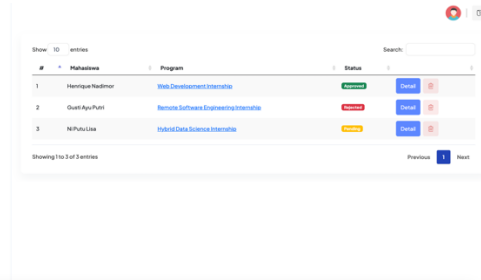 Show 10 entries Search:
# Mahasiswa Program Status
1 Henrique Nadimor Web Development Internship Approved Detail
2 Gusti Ayu Putri Remote Software Engineering Internship Rejected Detail
3 Ni Putu Lisa Hybrid Data Science Internship Pending Detail
Showing 1 to 3 of 3 entries Previous 1 Next